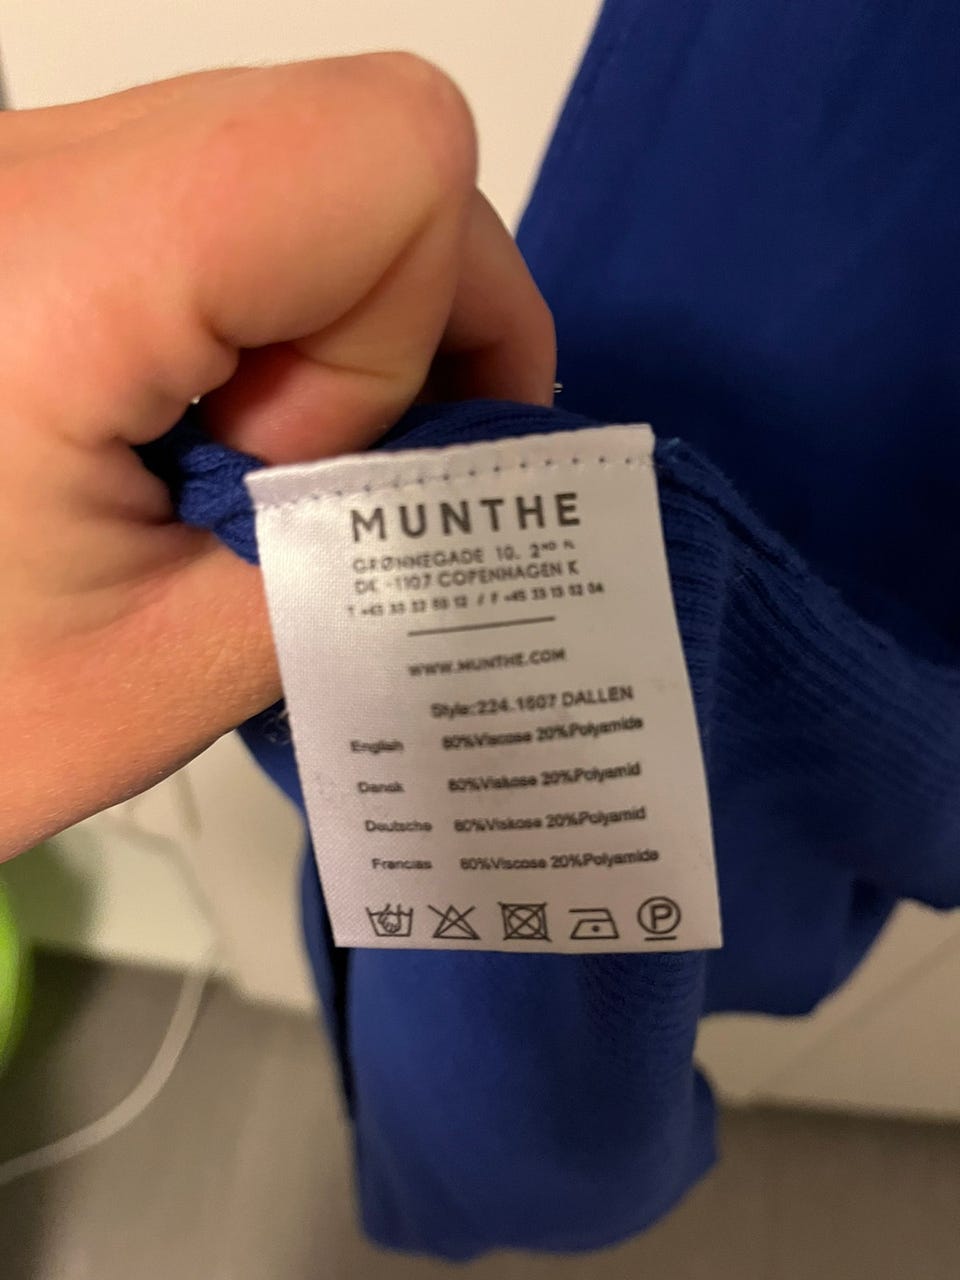 MUNTHE
GRØNNEGADE 10. 2ND FL
DK -1107 COPENHAGEN K
WWW.MUNTHE.COM
Style:224.1607 DALLEN
English 80%Viscose 20%Polyamide
Dansk 80%Viskose 20%Polyamid
Deutsche 80%Viskose 20%Polyamid
Francias 80%Viscose 20%Polyamide
P